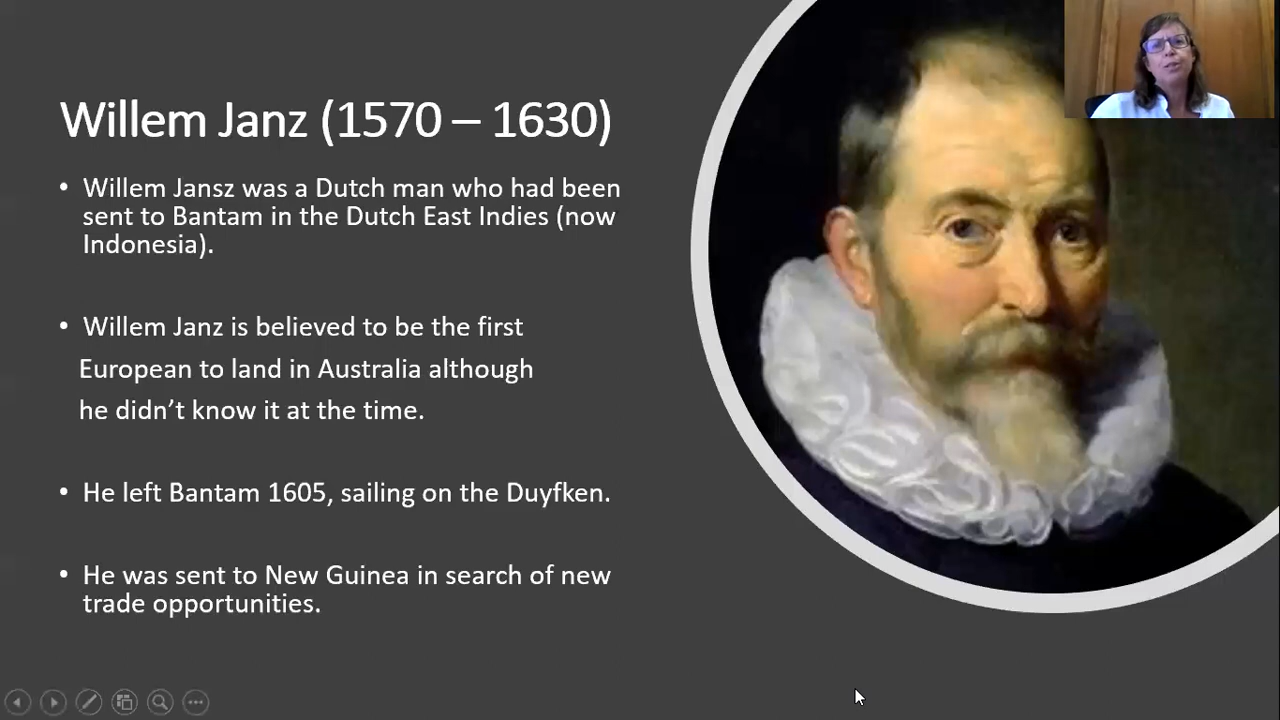 Willem Janz (1570 – 1630)
• Willem Jansz was a Dutch man who had been
sent to Bantam in the Dutch East Indies (now
Indonesia).
• Willem Janz is believed to be the first
European to land in Australia although
he didn’t know it at the time.
• He left Bantam 1605, sailing on the Duyfken.
• He was sent to New Guinea in search of new
trade opportunities.